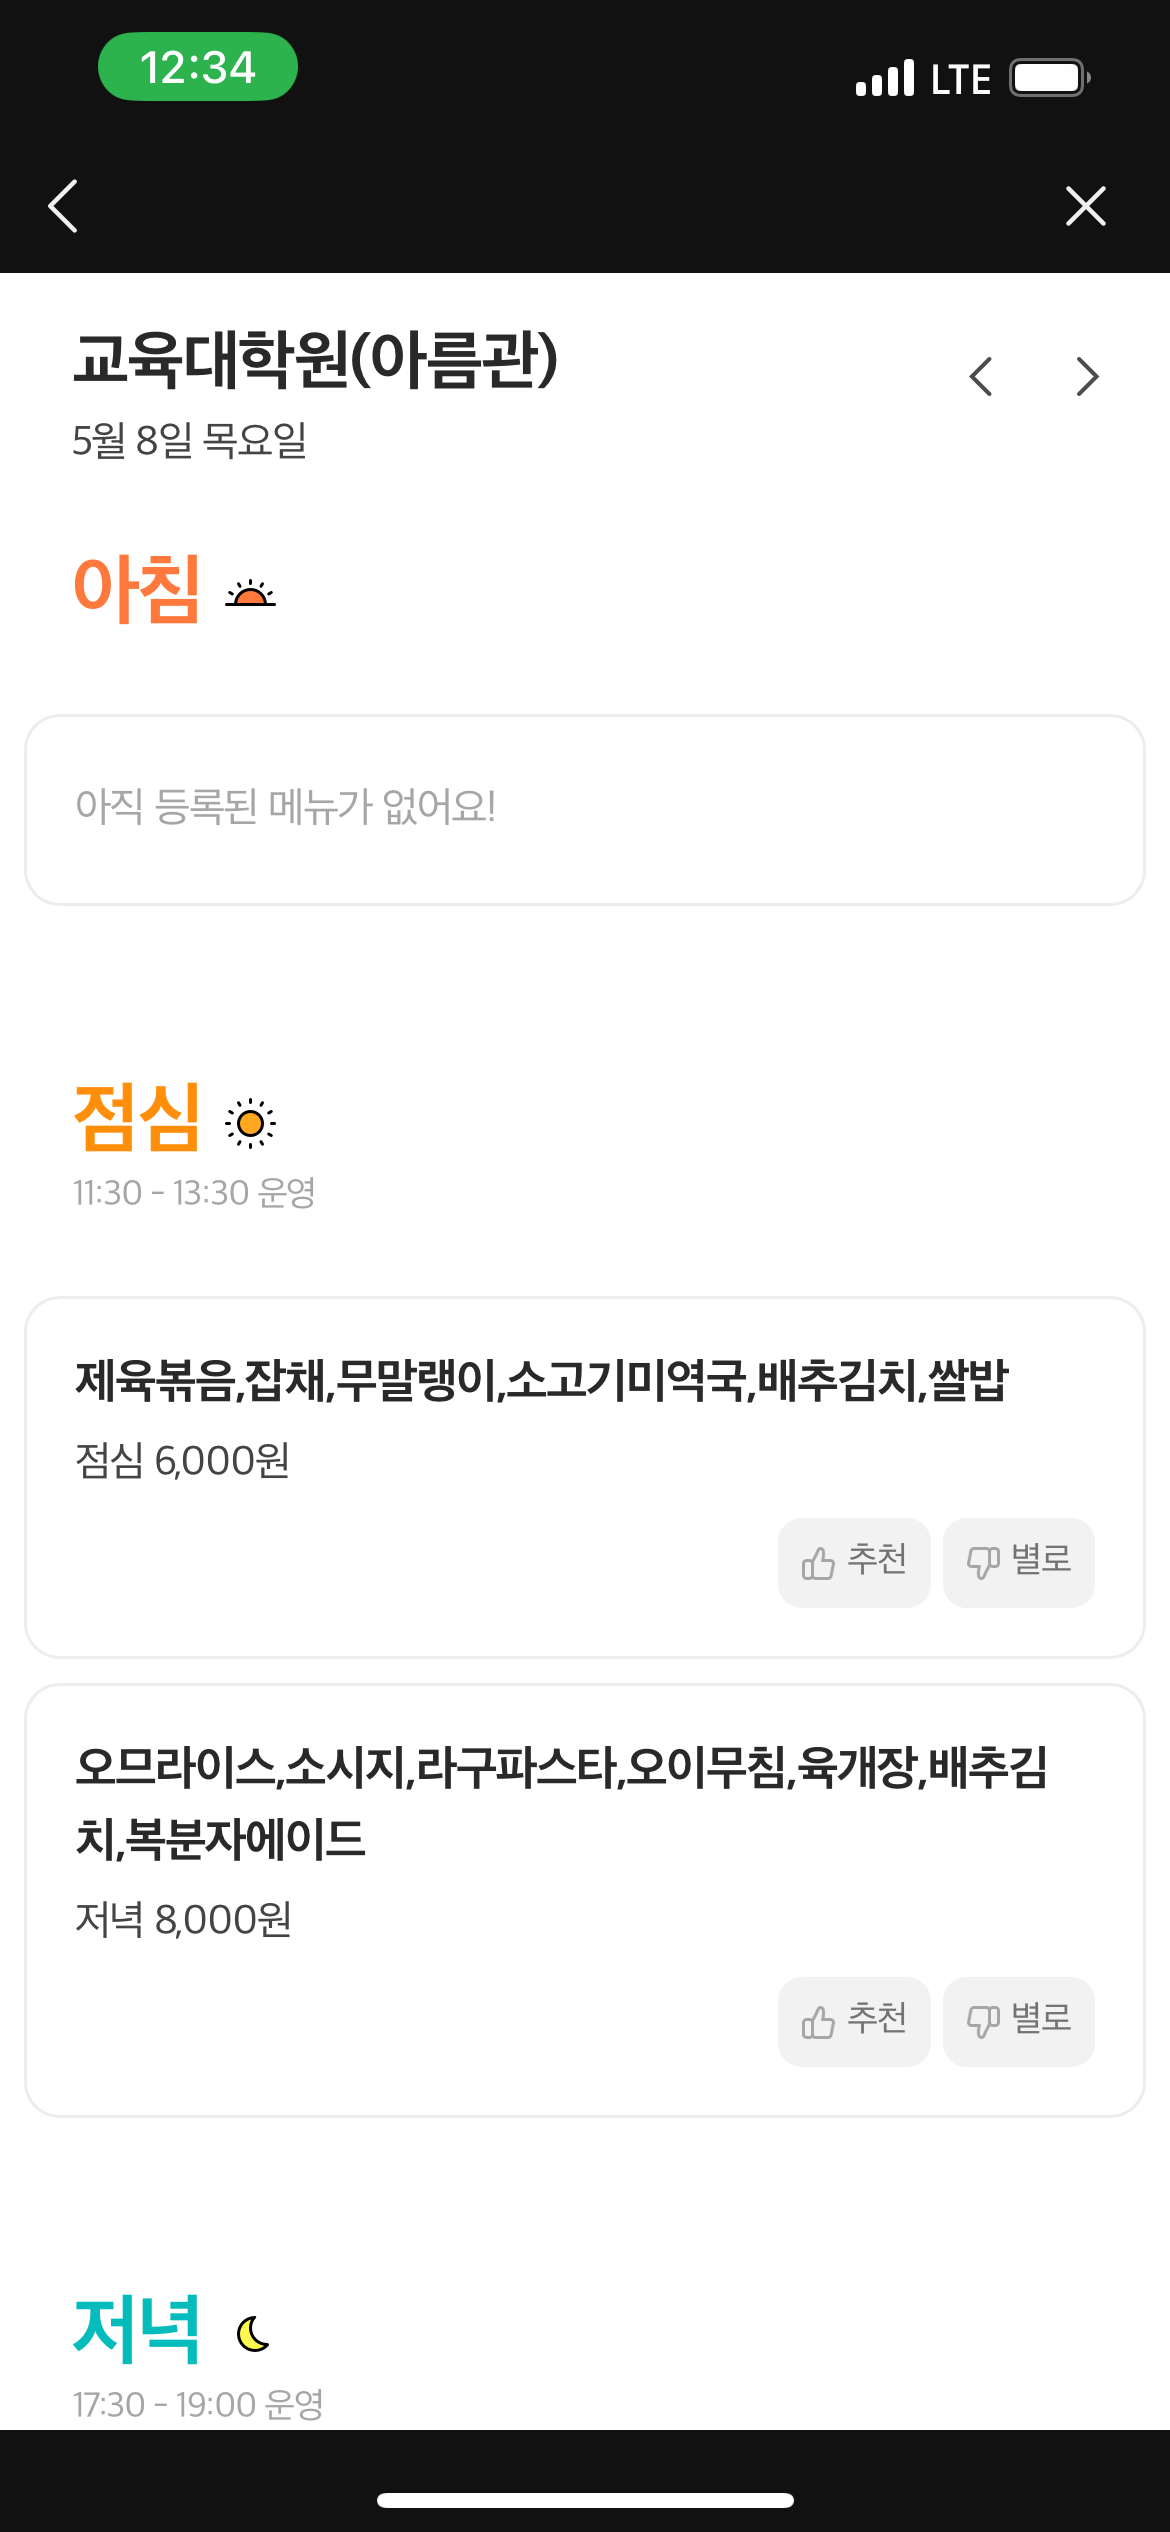 12:34
LTE
교육대학원(아름관)
5월 8일 목요일
아침
아직 등록된 메뉴가 없어요!
점심
11:30 - 13:30 운영
제육볶음,잡채,무말랭이,소고기미역국,배추김치,쌀밥
점심 6,000원
추천 별로
오므라이스,소시지,라구파스타,오이무침,육개장,배추김
치,복분자에이드
저녁 8,000원
추천 별로
저녁
17:30 - 19:00 운영